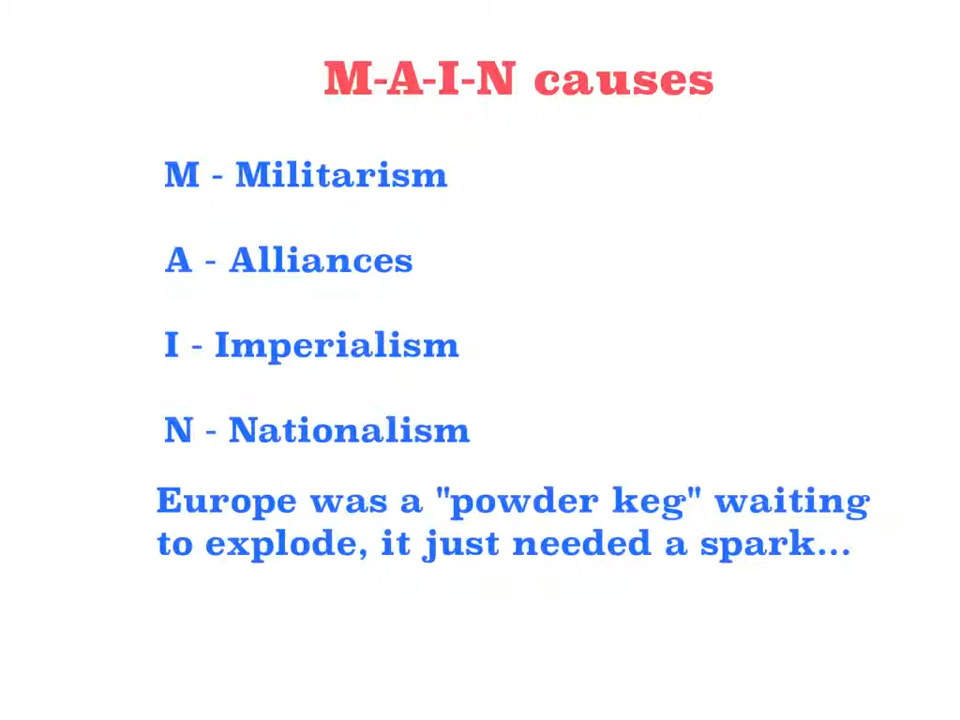 M-A-I-N causes
M - Militarism
A - Alliances
I - Imperialism
N - Nationalism
Europe was a "powder keg" waiting
to explode, it just needed a spark...